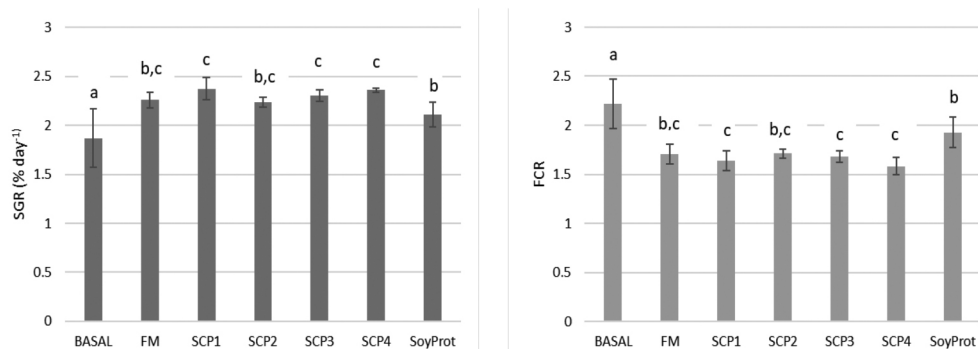 3
2.5
2
1.5
1
0.5
0
SGR (% day-1)
a
b,c
c
b,c
c
c
b
BASAL FM SCP1 SCP2 SCP3 SCP4 SoyProt
3
2.5
2
1.5
1
0.5
0
FCR
a
b,c
c
b,c
c
c
b
BASAL FM SCP1 SCP2 SCP3 SCP4 SoyProt